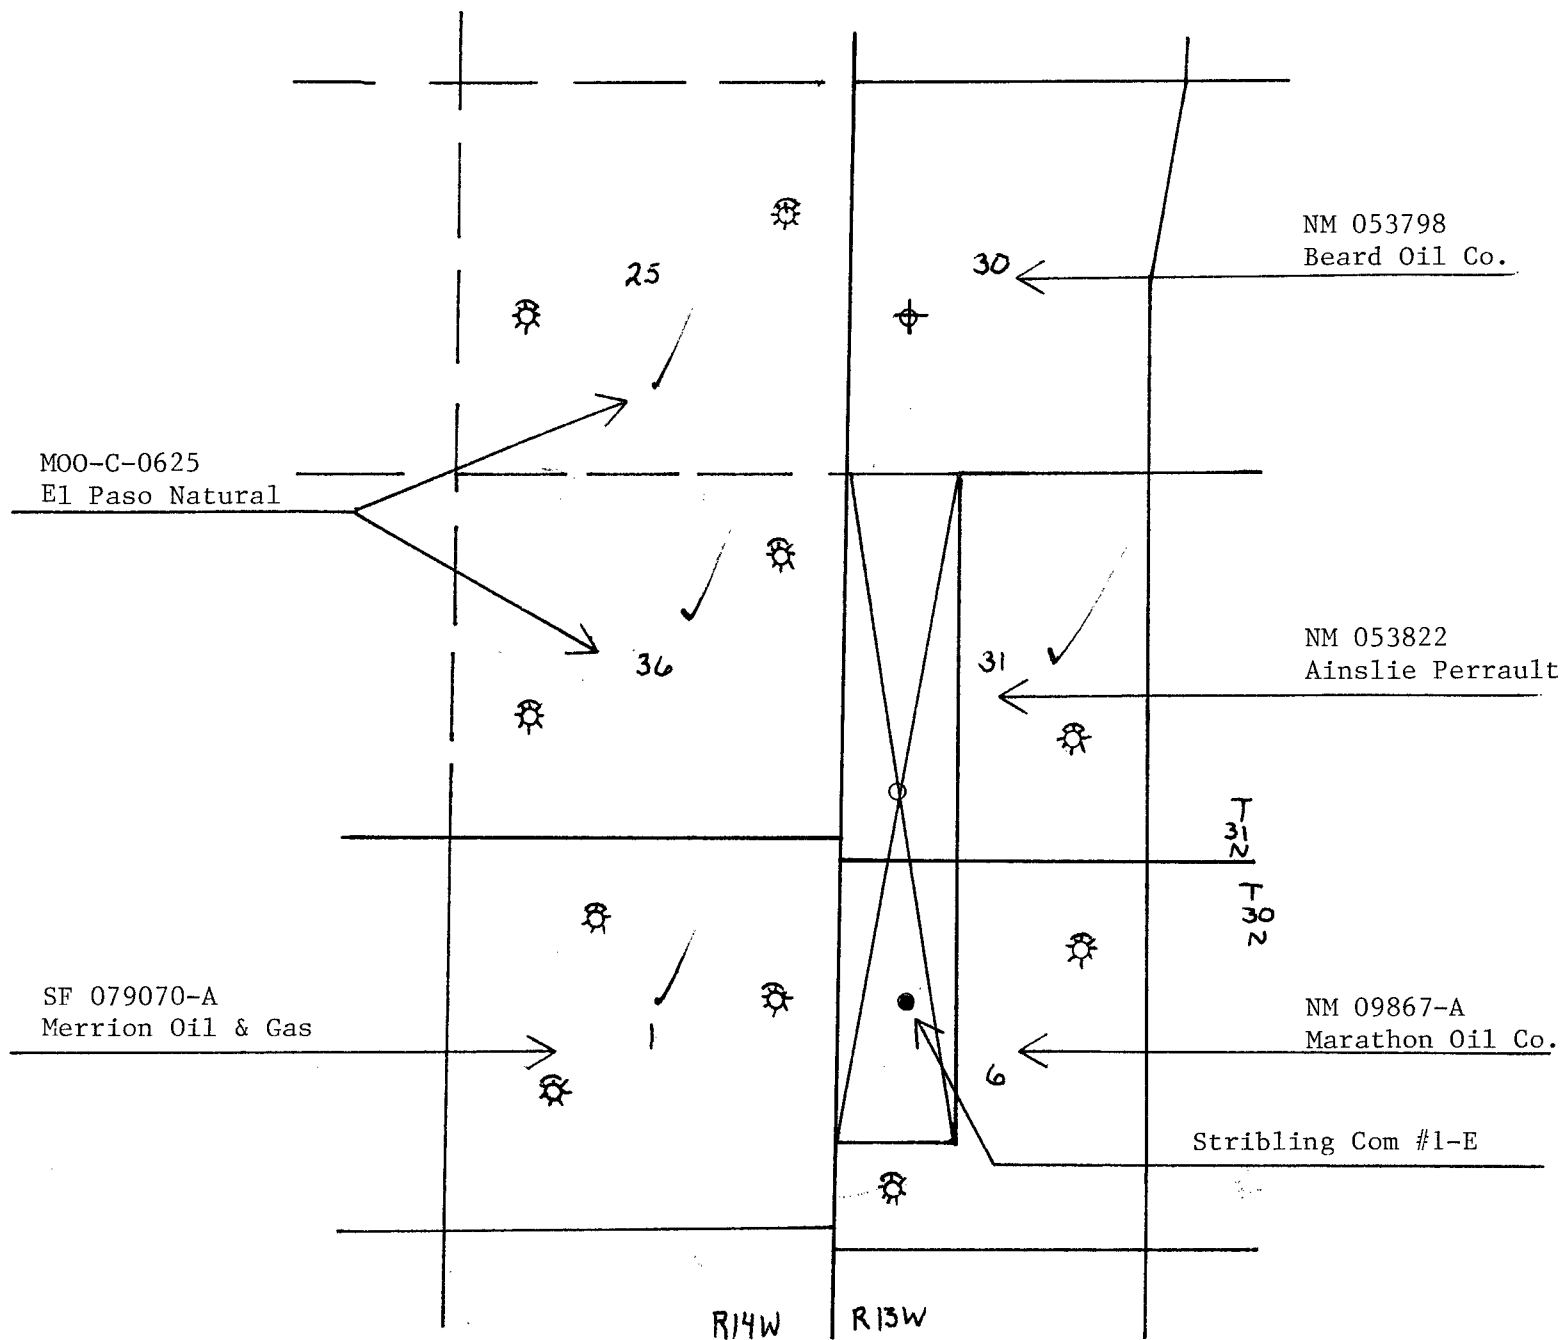 NM 053798
Beard Oil Co.
25
30
MOO-C-0625
El Paso Natural
NM 053822
Ainslie Perrault
36
31
T
31
N
T
30
N
SF 079070-A
Merrion Oil & Gas
1
NM 09867-A
Marathon Oil Co.
6
Stribling Com #1-E
R14W
R13W